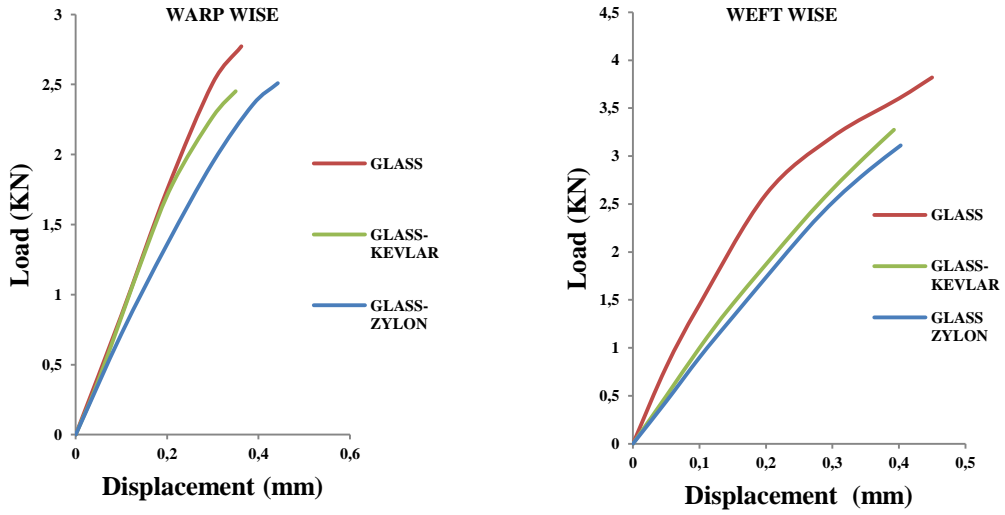 WARP WISE
3
2,5
2
1,5
1
0,5
0
0
0,2
0,4
0,6
Load (KN)
Displacement (mm)
GLASS
GLASS-
KEVLAR
GLASS-
ZYLON
WEFT WISE
4,5
4
3,5
3
2,5
2
1,5
1
0,5
0
0
0,1
0,2
0,3
0,4
0,5
Load (KN)
Displacement (mm)
GLASS
GLASS-
KEVLAR
GLASS
ZYLON